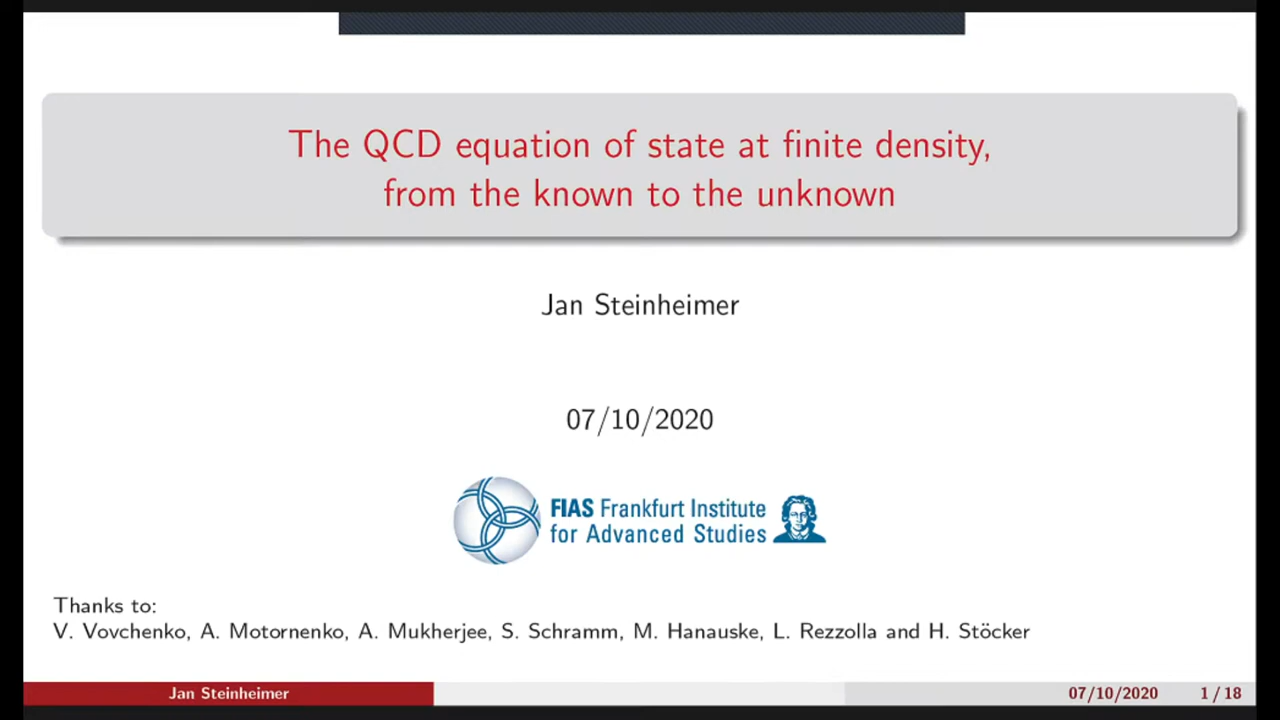 The QCD equation of state at finite density,
from the known to the unknown
Jan Steinheimer
07/10/2020
FIAS Frankfurt Institute
for Advanced Studies
Thanks to:
V. Vovchenko, A. Motornenko, A. Mukherjee, S. Schramm, M. Hanauske, L. Rezzolla and H. Stöcker
Jan Steinheimer 07/10/2020 1 / 18